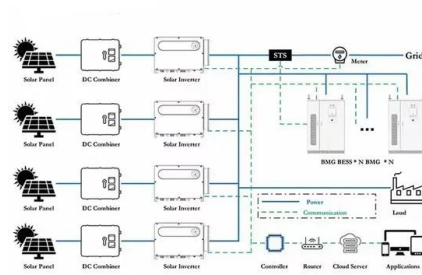 STS
Meter
Grid
Solar Panel
DC Combiner
Solar Inverter
Solar Panel
DC Combiner
Solar Inverter
BMG BESS * N BMG * N
Solar Panel
DC Combiner
Solar Inverter
Power
Communication
Load
Solar Panel
DC Combiner
Solar Inverter
Controller
Router
Cloud Server
Applications